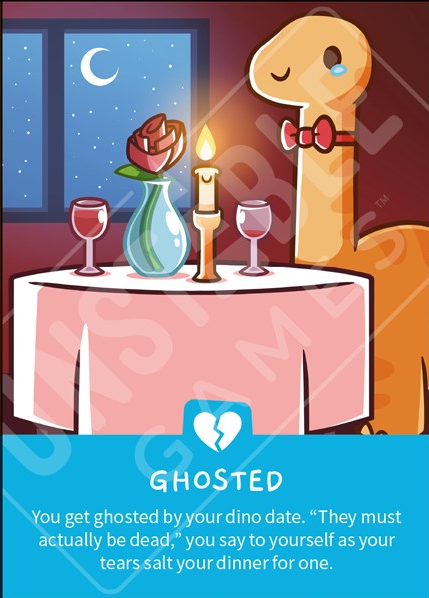 UNSTABLE
GAMES™
GHOSTED
You get ghosted by your dino date. “They must
actually be dead,” you say to yourself as your
tears salt your dinner for one.